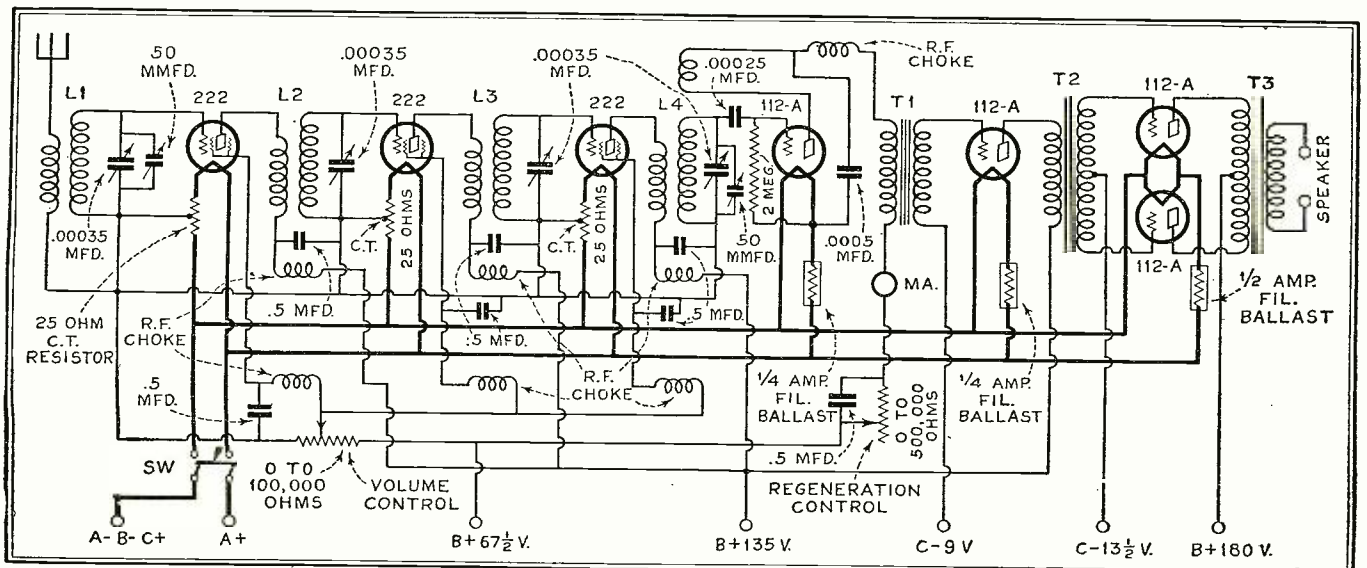 .50
MMFD.
.00035
MFD.
.00035
MFD.
.00025
MFD.
R.F.
CHOKE
L1
222
L2
222
L3
222
L4
112-A
T1
112-A
T2
112-A
T3
2 MEG.
SPEAKER
.00035
MFD.
C.T.
25 OHMS
C.T.
25 OHMS
.50
MMFD.
.0005
MFD.
112-A
MA.
1/2 AMP.
FIL.
BALLAST
25 OHM
C.T.
RESISTOR
R.F.
CHOKE
.5 MFD.
.5 MFD.
.5 MFD.
.5
MFD.
R.F.
CHOKE
1/4 AMP.
FIL.
BALLAST
0 TO
500,000
OHMS
1/4 AMP.
FIL.
BALLAST
SW
0 TO
100,000
OHMS
VOLUME
CONTROL
.5 MFD.
REGENERATION
CONTROL
A- B- C+
A+
B+67 1/2 V.
B+135 V.
C-9 V
C-13 1/2 V.
B+180 V.